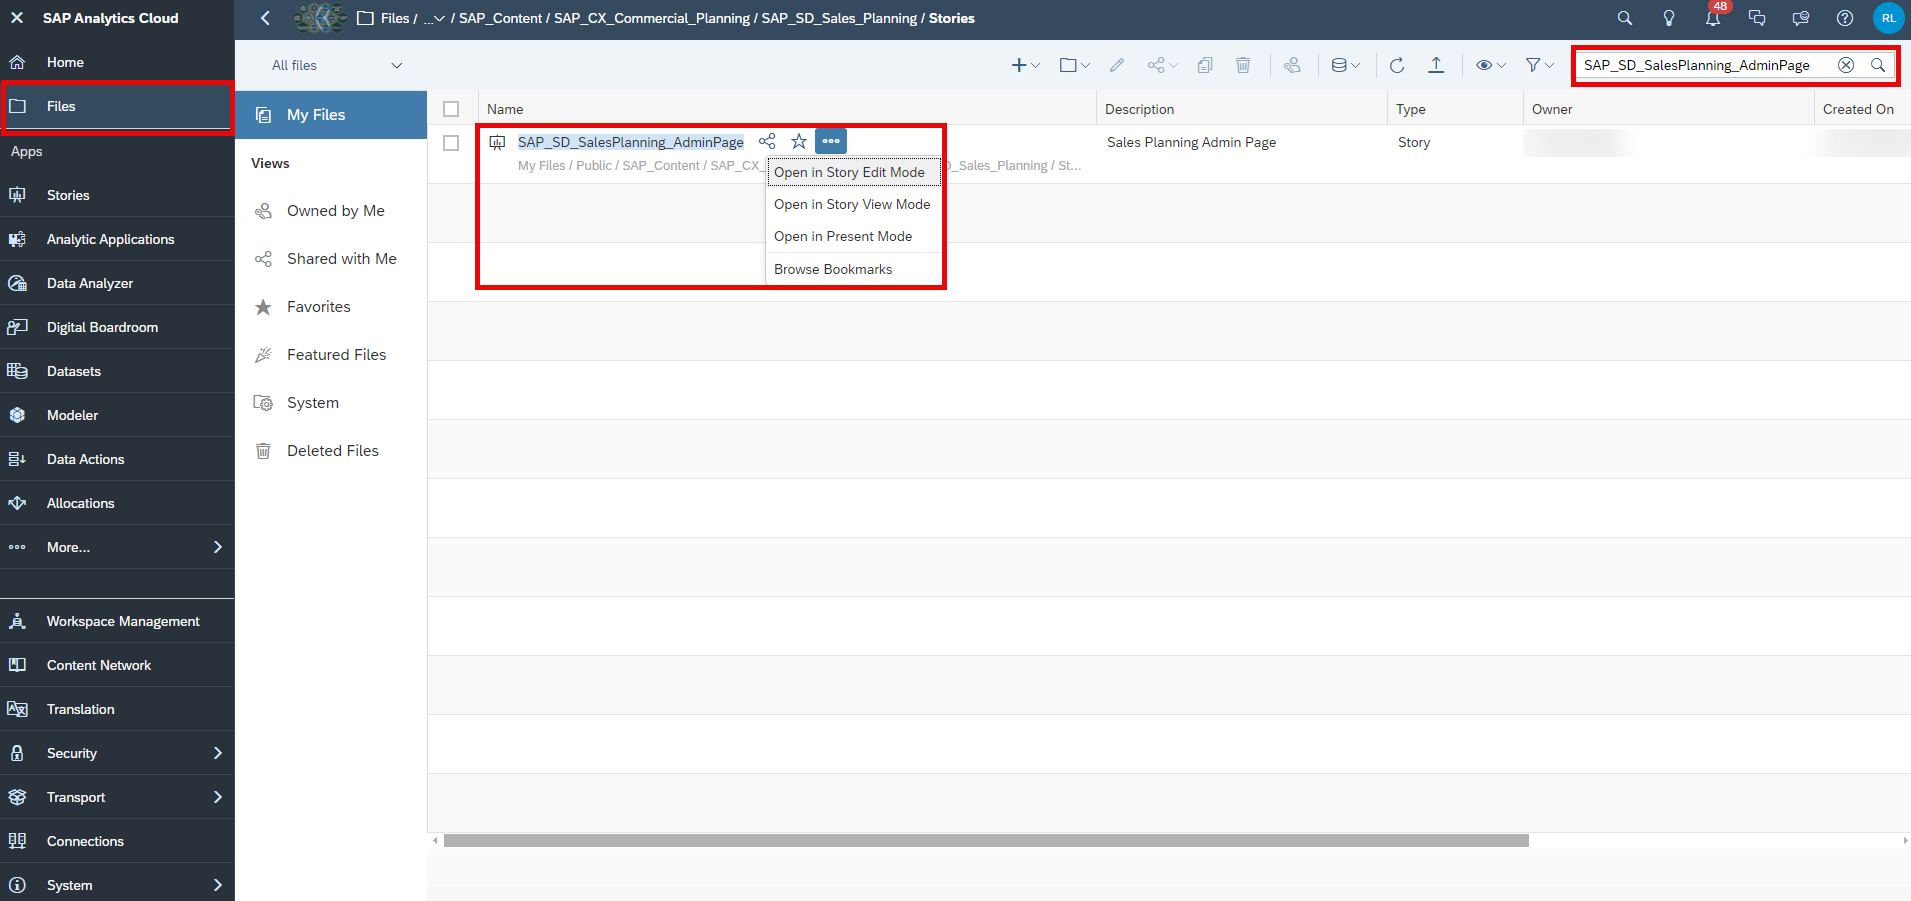 SAP Analytics Cloud
Files / ... / SAP_Content / SAP_CX_Commercial_Planning / SAP_SD_Sales_Planning / Stories
48
RL
Home
Files
Apps
Stories
Analytic Applications
Data Analyzer
Digital Boardroom
Datasets
Modeler
Data Actions
Allocations
More...
Workspace Management
Content Network
Translation
Security
Transport
Connections
System
All files
SAP_SD_SalesPlanning_AdminPage
My Files
Views
Owned by Me
Shared with Me
Favorites
Featured Files
System
Deleted Files
Name Description Type Owner Created On
SAP_SD_SalesPlanning_AdminPage Sales Planning Admin Page Story
My Files / Public / SAP_Content / SAP_CX_ D_Sales_Planning / St...
Open in Story Edit Mode
Open in Story View Mode
Open in Present Mode
Browse Bookmarks